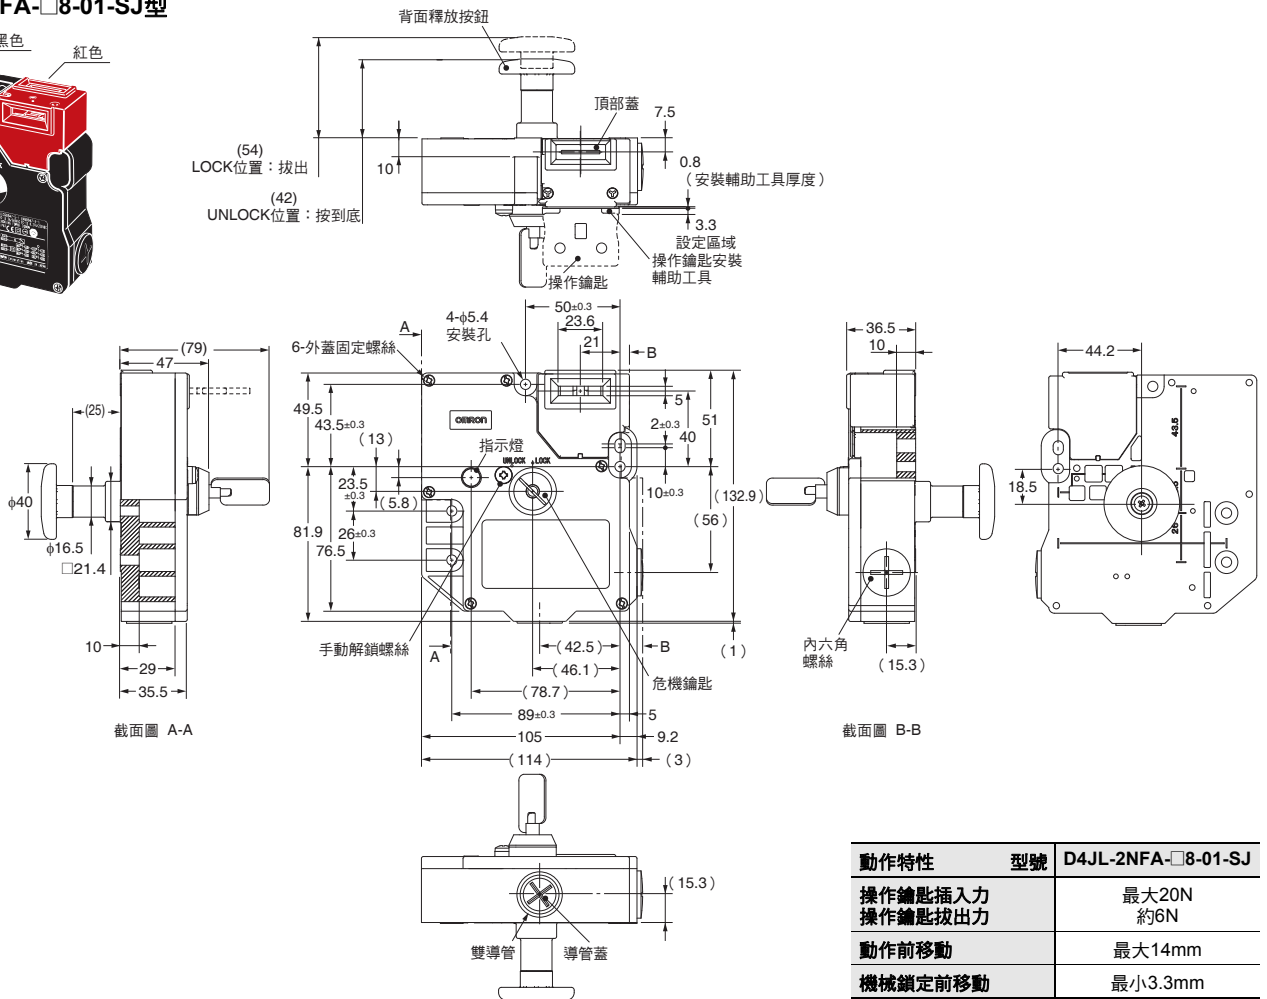 FA-□8-01-SJ型
黑色
紅色
背面釋放按鈕
頂部蓋
7.5
(54)
LOCK位置：拔出
10
0.8
（安裝輔助工具厚度）
(42)
UNLOCK位置：按到底
3.3
設定區域
操作鑰匙安裝
輔助工具
操作鑰匙
(79)
47
(25)
φ40
φ16.5
□21.4
10
29
35.5
截面圖 A-A
A
4-φ5.4
安裝孔
50±0.3
23.6
21
B
6-外蓋固定螺絲
49.5
43.5±0.3
OMRON
5
2±0.3
51
40
（13）
指示燈
UNLOCK
LOCK
23.5
±0.3
（5.8）
10±0.3
（132.9）
（56）
81.9
26±0.3
76.5
手動解鎖螺絲
A
（42.5）
B
（1）
（46.1）
危機鑰匙
（78.7）
89±0.3
5
105
9.2
（114）
（3）
36.5
10
內六角
螺絲
（15.3）
截面圖 B-B
44.2
43.5
18.5
26
（15.3）
雙導管
導管蓋
動作特性 型號 D4JL-2NFA-□8-01-SJ
操作鑰匙插入力 最大20N
操作鑰匙拔出力 約6N
動作前移動 最大14mm
機械鎖定前移動 最小3.3mm